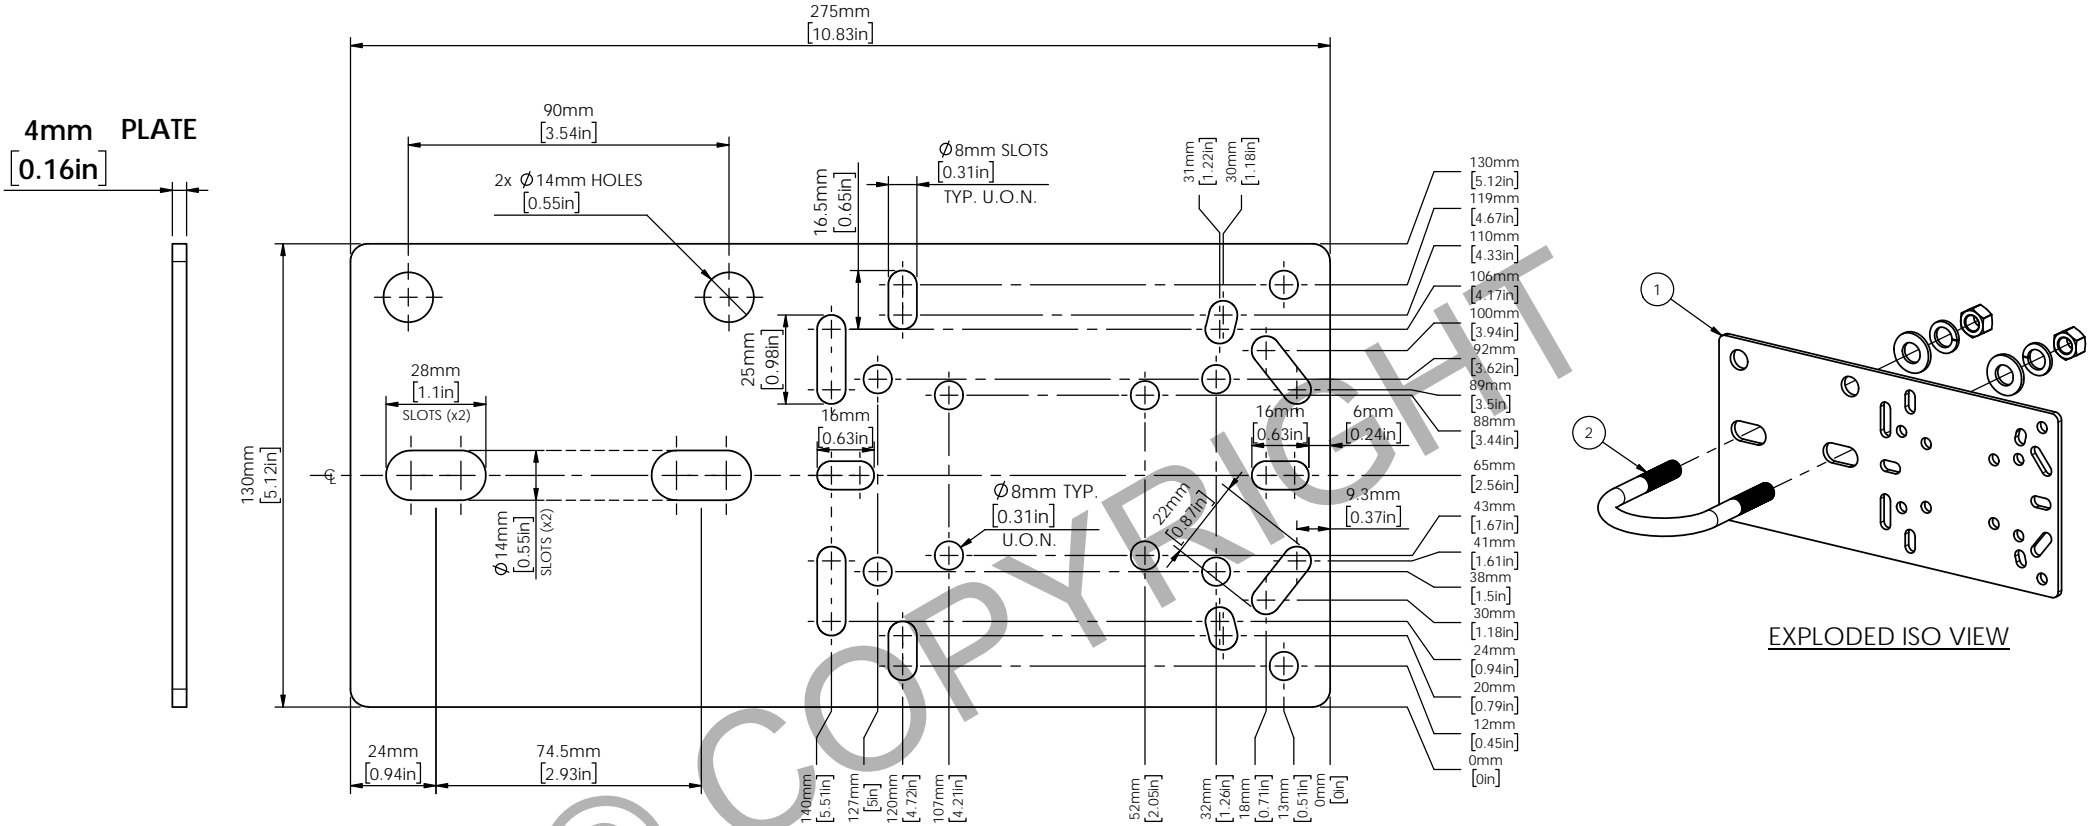 275mm
[10.83in]
4mm PLATE
[0.16in]
90mm
[3.54in]
2x Ø14mm HOLES
[0.55in]
Ø8mm SLOTS
[0.31in]
TYP. U.O.N.
16.5mm
[0.65in]
31mm
[1.22in]
30mm
[1.18in]
25mm
[0.98in]
28mm
[1.1in]
SLOTS (x2)
16mm
[0.63in]
16mm
[0.63in]
6mm
[0.24in]
130mm
[5.12in]
Ø14mm
[0.55in]
SLOTS (x2)
Ø8mm TYP.
[0.31in]
U.O.N.
22mm
[0.87in]
9.3mm
[0.37in]
130mm
[5.12in]
119mm
[4.67in]
110mm
[4.33in]
106mm
[4.17in]
100mm
[3.94in]
92mm
[3.62in]
89mm
[3.5in]
88mm
[3.44in]
65mm
[2.56in]
43mm
[1.67in]
41mm
[1.61in]
38mm
[1.5in]
30mm
[1.18in]
24mm
[0.94in]
20mm
[0.79in]
12mm
[0.45in]
0mm
[0in]
24mm
[0.94in]
74.5mm
[2.93in]
140mm
[5.51in]
127mm
[5in]
120mm
[4.72in]
107mm
[4.21in]
52mm
[2.05in]
32mm
[1.26in]
18mm
[0.71in]
13mm
[0.51in]
0mm
[0in]
1
2
EXPLODED ISO VIEW
© COPYRIGHT